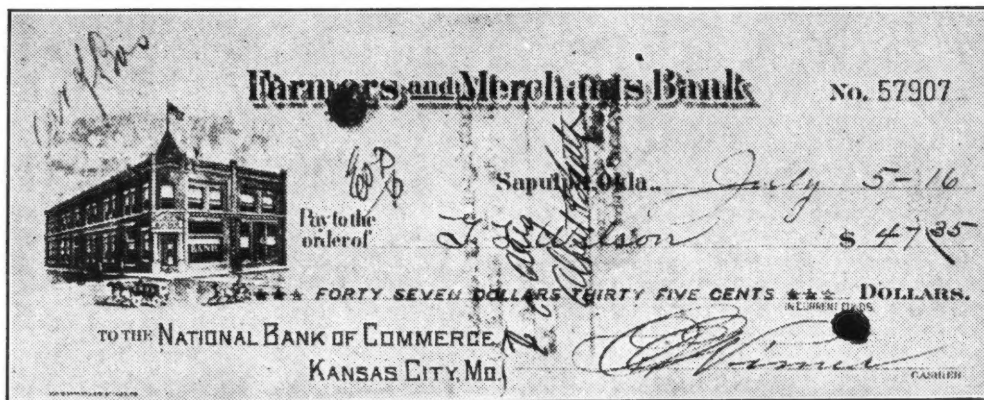 Farmers and Merchants Bank
No. 57907
Sapulpa, Okla., July 5-16
Pay to the
order of Wilson $ 47 35
FORTY SEVEN DOLLARS THIRTY FIVE CENTS DOLLARS.
IN CURRENT FUNDS
TO THE NATIONAL BANK OF COMMERCE
KANSAS CITY, MO.
CASHIER
BANK